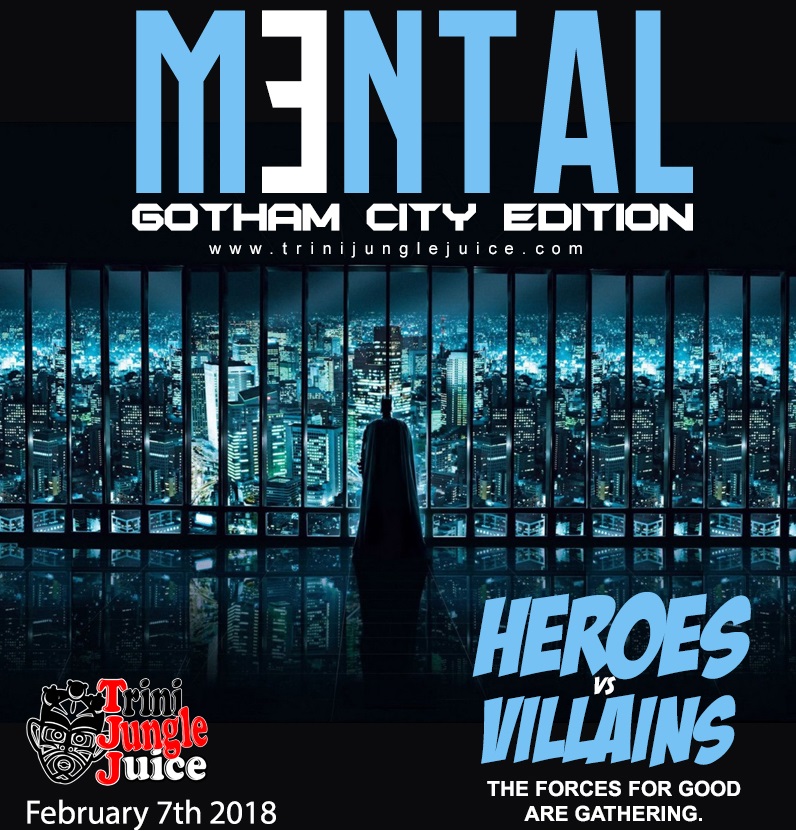 MƎNTAL
GOTHAM CITY EDITION
www.trinijunglejuice.com
HEROES
VS
VILLAINS
THE FORCES FOR GOOD
ARE GATHERING.
Trini
Jungle
Juice
February 7th 2018